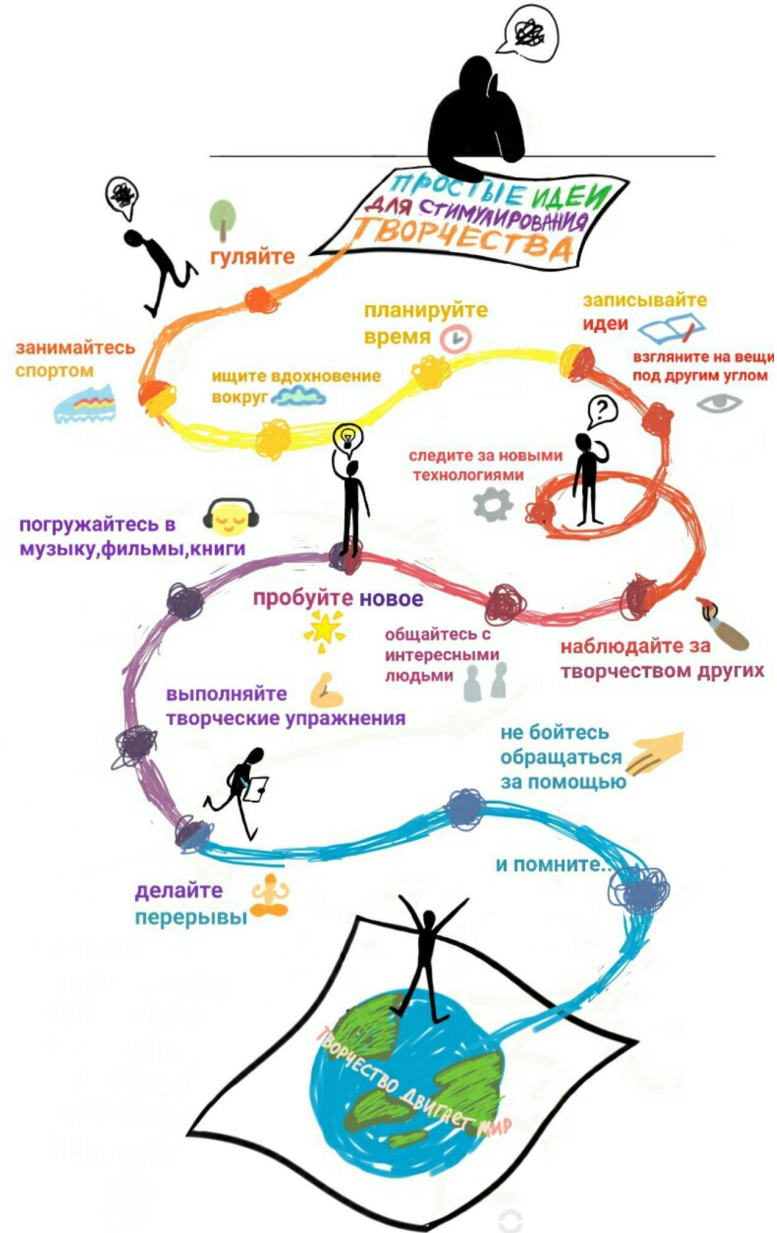 ПРОСТЫЕ ИДЕИ
ДЛЯ СТИМУЛИРОВАНИЯ
ТВОРЧЕСТВА
гуляйте
занимайтесь
спортом
ищите вдохновение
вокруг
планируйте
время
записывайте
идеи
взгляните на вещи
под другим углом
?
следите за новыми
технологиями
наблюдайте за
творчеством других
общайтесь с
интересными
людьми
пробуйте новое
погружайтесь в
музыку,фильмы,книги
выполняйте
творческие упражнения
делайте
перерывы
не бойтесь
обращаться
за помощью
и помните...
ТВОРЧЕСТВО ДВИГАЕТ МИР